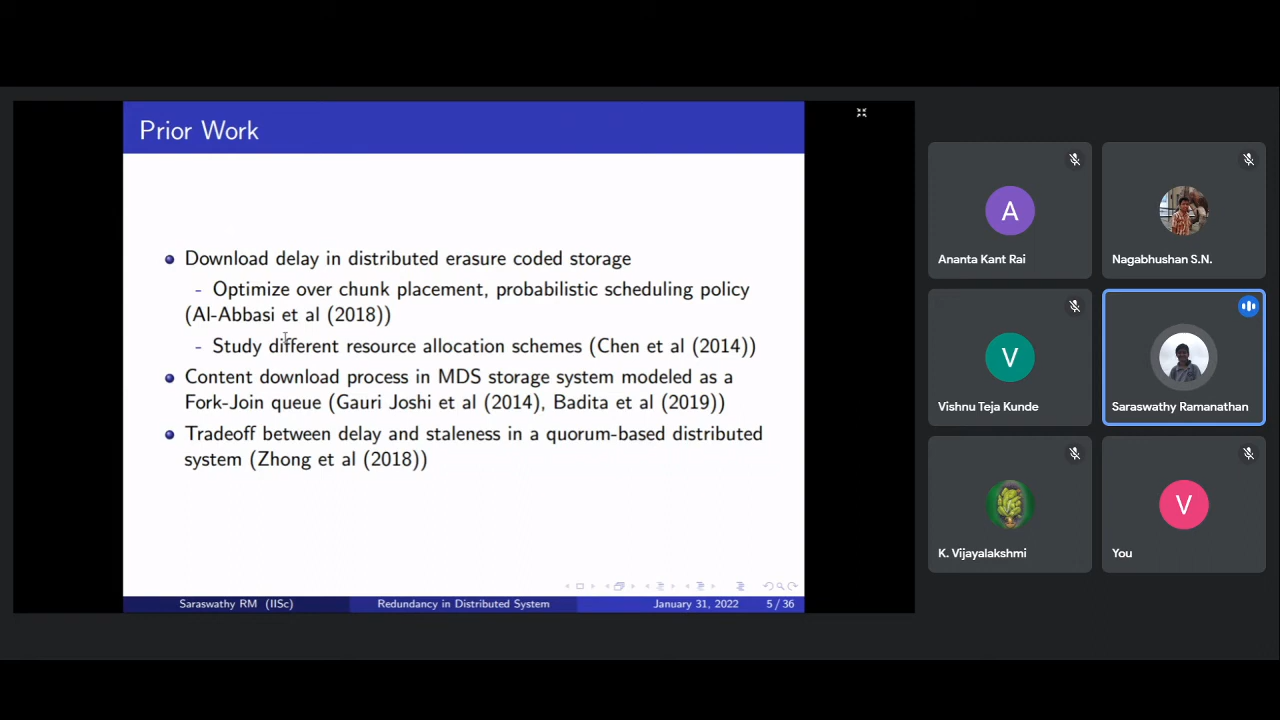 Prior Work
Download delay in distributed erasure coded storage
- Optimize over chunk placement, probabilistic scheduling policy
(Al-Abbasi et al (2018))
- Study different resource allocation schemes (Chen et al (2014))
Content download process in MDS storage system modeled as a
Fork-Join queue (Gauri Joshi et al (2014), Badita et al (2019))
Tradeoff between delay and staleness in a quorum-based distributed
system (Zhong et al (2018))
Saraswathy RM (IISc)
Redundancy in Distributed System
January 31, 2022
5 / 36
A
Ananta Kant Rai
Nagabhushan S.N.
V
Vishnu Teja Kunde
Saraswathy Ramanathan
K. Vijayalakshmi
V
You